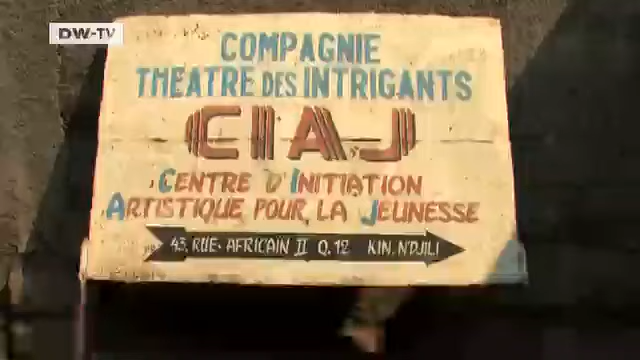 DW-TV
COMPAGNIE
THEATRE DES INTRIGANTS
CIAJ
CENTRE D'INITIATION
ARTISTIQUE POUR LA JEUNESSE
43, RUE. AFRICAIN II Q. 12 KIN. N'DJILI